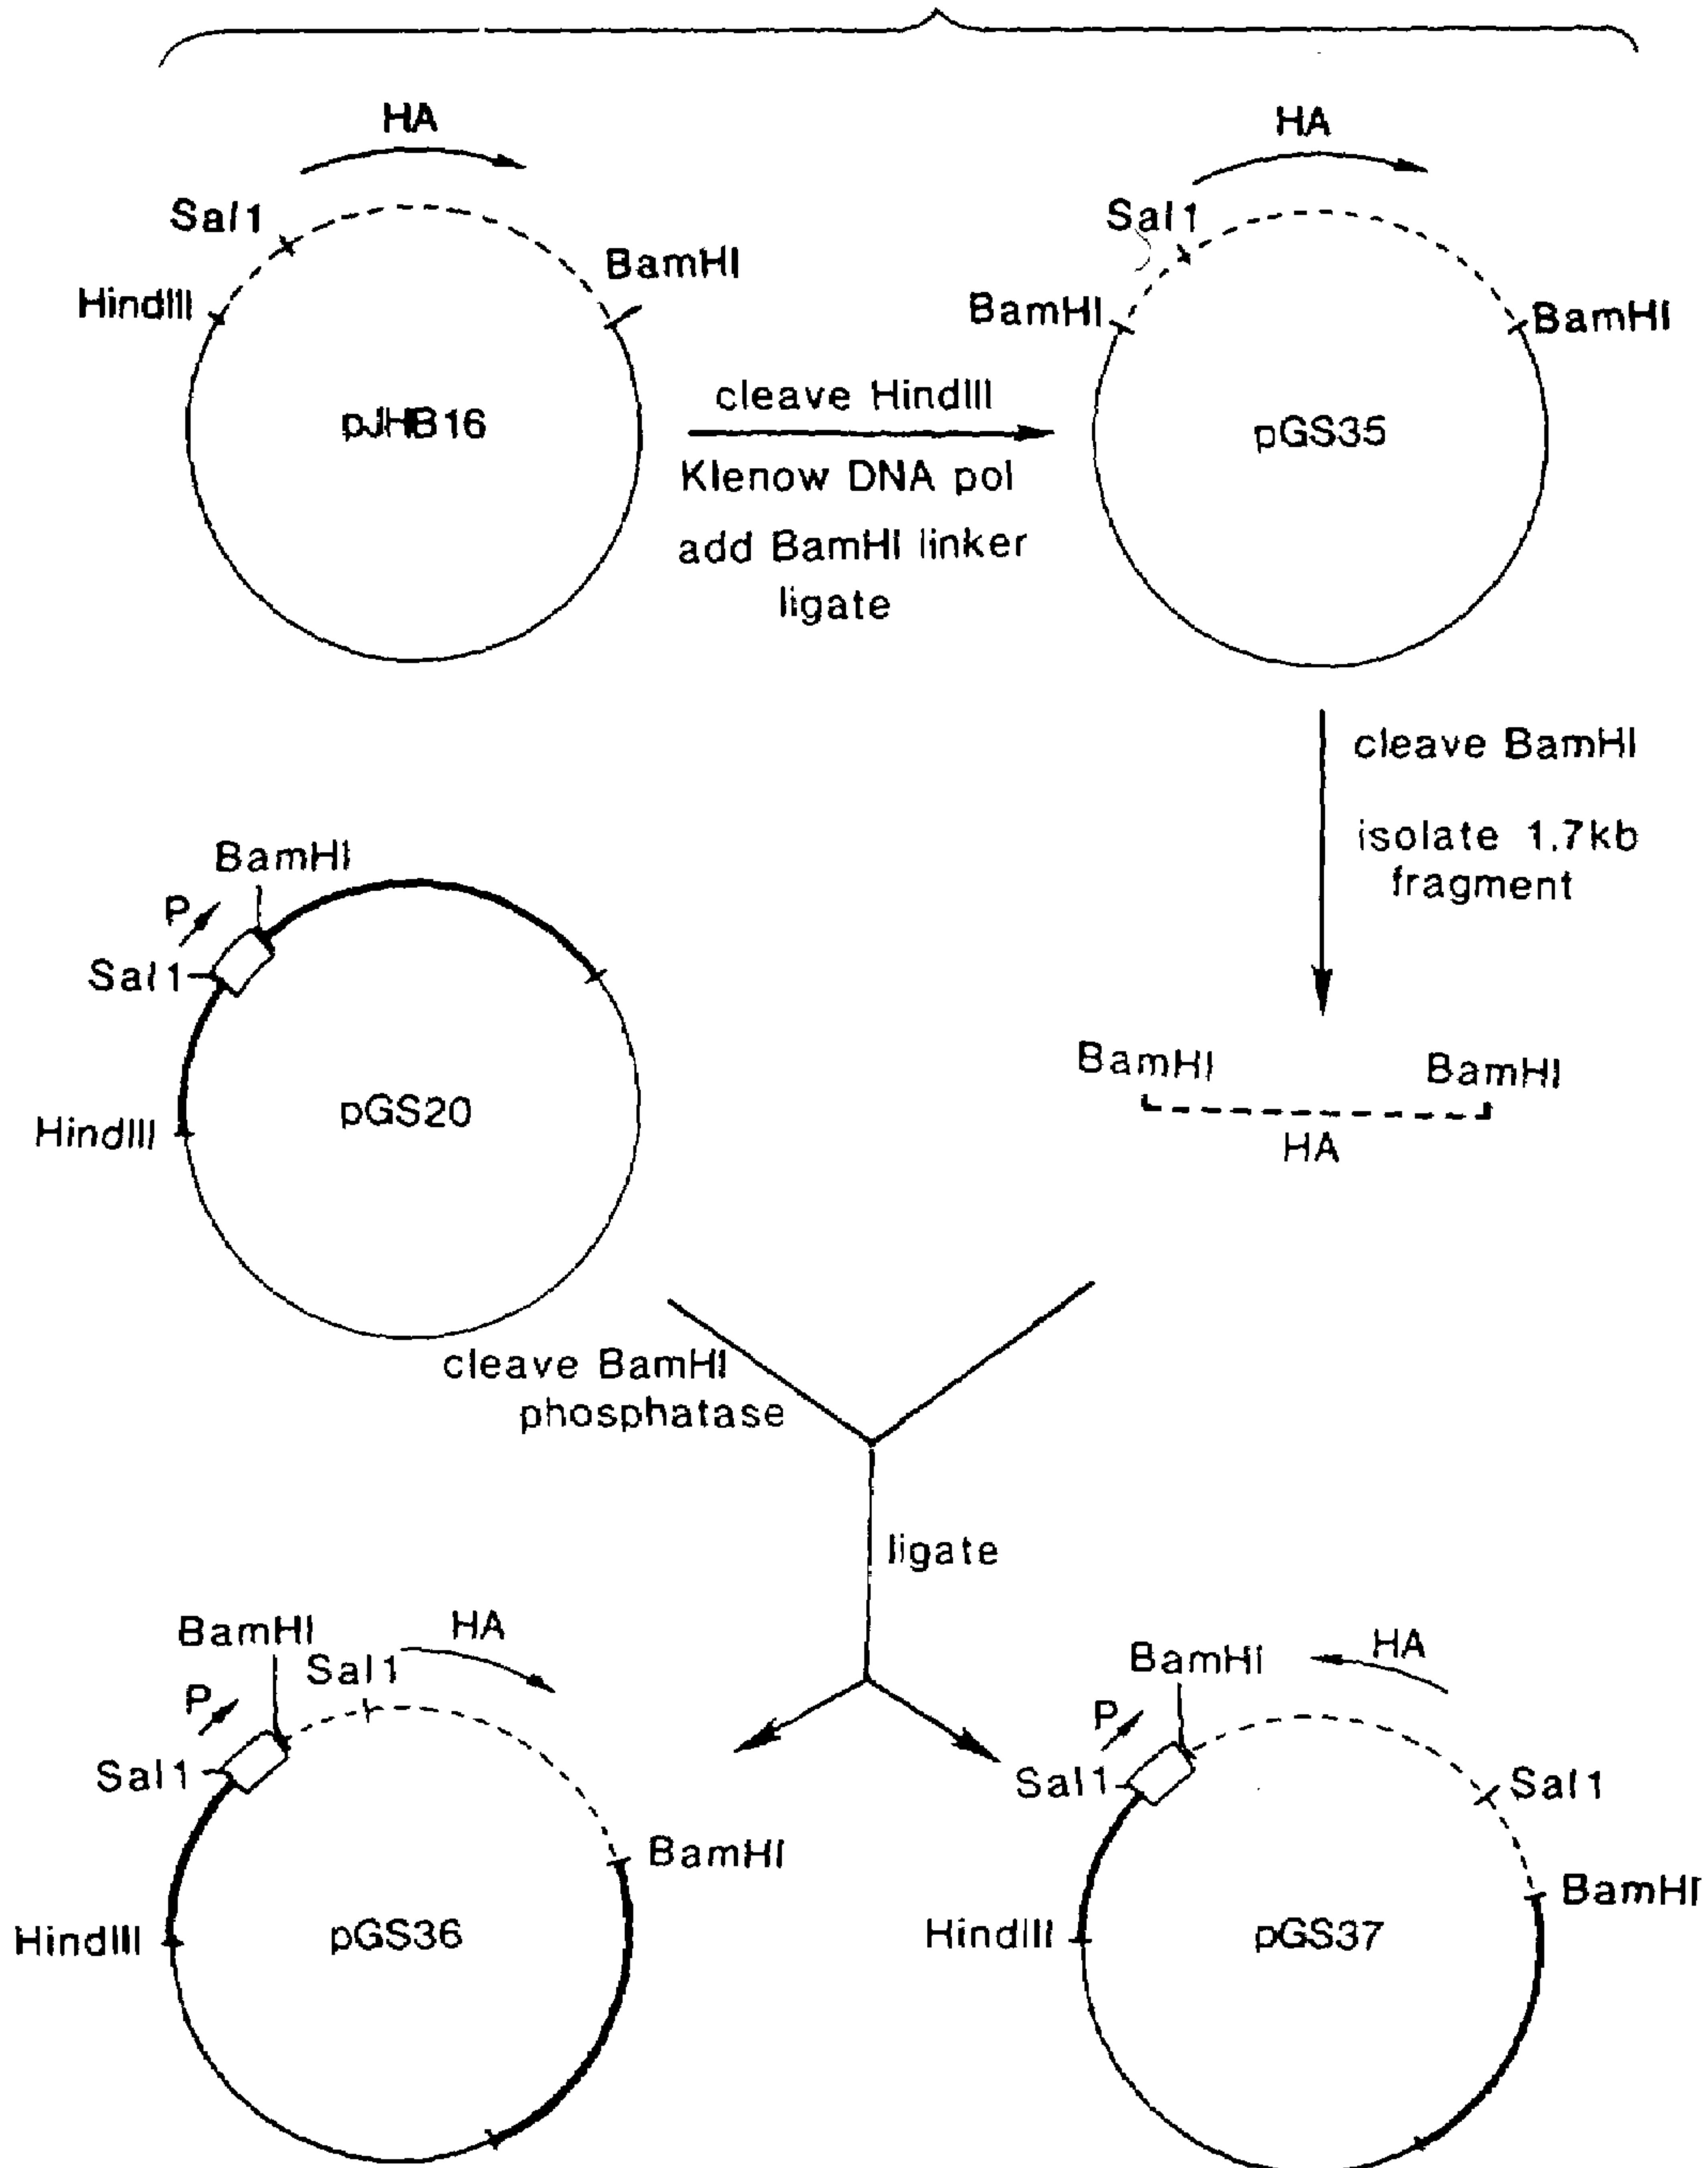 HA
Sal1
BamHI
HindIII
pJHB16
HA
Sal1
BamHI
BamHI
pGS35
cleave HindIII
Klenow DNA pol
add BamHI linker
ligate
cleave BamHI
isolate 1.7kb
fragment
BamHI
P
Sal1
HindIII
pGS20
BamHI
BamHI
HA
cleave BamHI
phosphatase
ligate
BamHI
HA
Sal1
P
Sal1
BamHI
HindIII
pGS36
BamHI
HA
P
Sal1
Sal1
BamHI
HindIII
pGS37